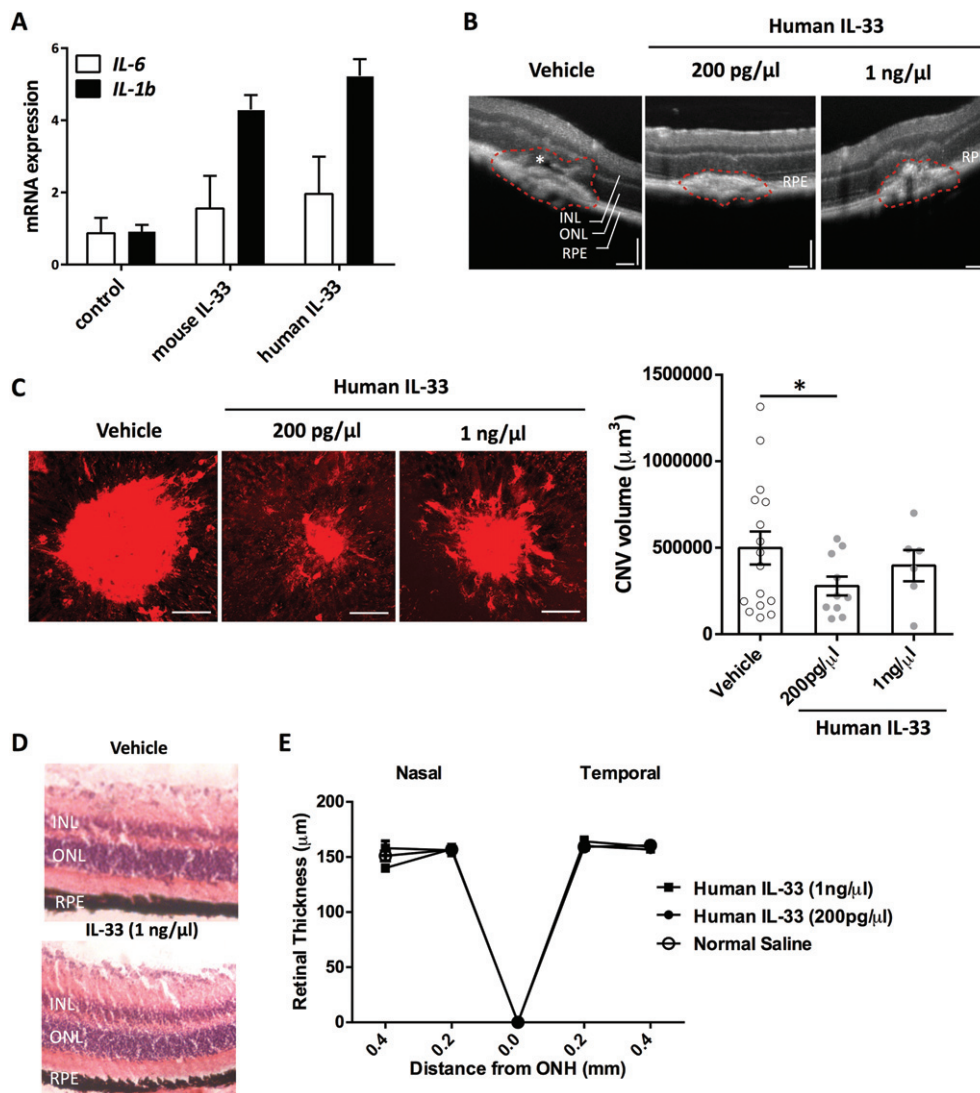 A
mRNA expression
6
4
2
0
IL-6
IL-1b
control
mouse IL-33
human IL-33
B
Human IL-33
Vehicle
200 pg/µl
1 ng/µl
*
INL
ONL
RPE
RPE
RP
C
Human IL-33
Vehicle
200 pg/µl
1 ng/µl
CNV volume (µm³)
1500000
1000000
500000
0
*
Vehicle
200pg/µl
1ng/µl
Human IL-33
D
Vehicle
INL
ONL
RPE
IL-33 (1 ng/µl)
INL
ONL
RPE
E
Nasal
Temporal
Retinal Thickness (µm)
200
150
100
50
0
0.4
0.2
0.0
0.2
0.4
Distance from ONH (mm)
Human IL-33 (1ng/µl)
Human IL-33 (200pg/µl)
Normal Saline